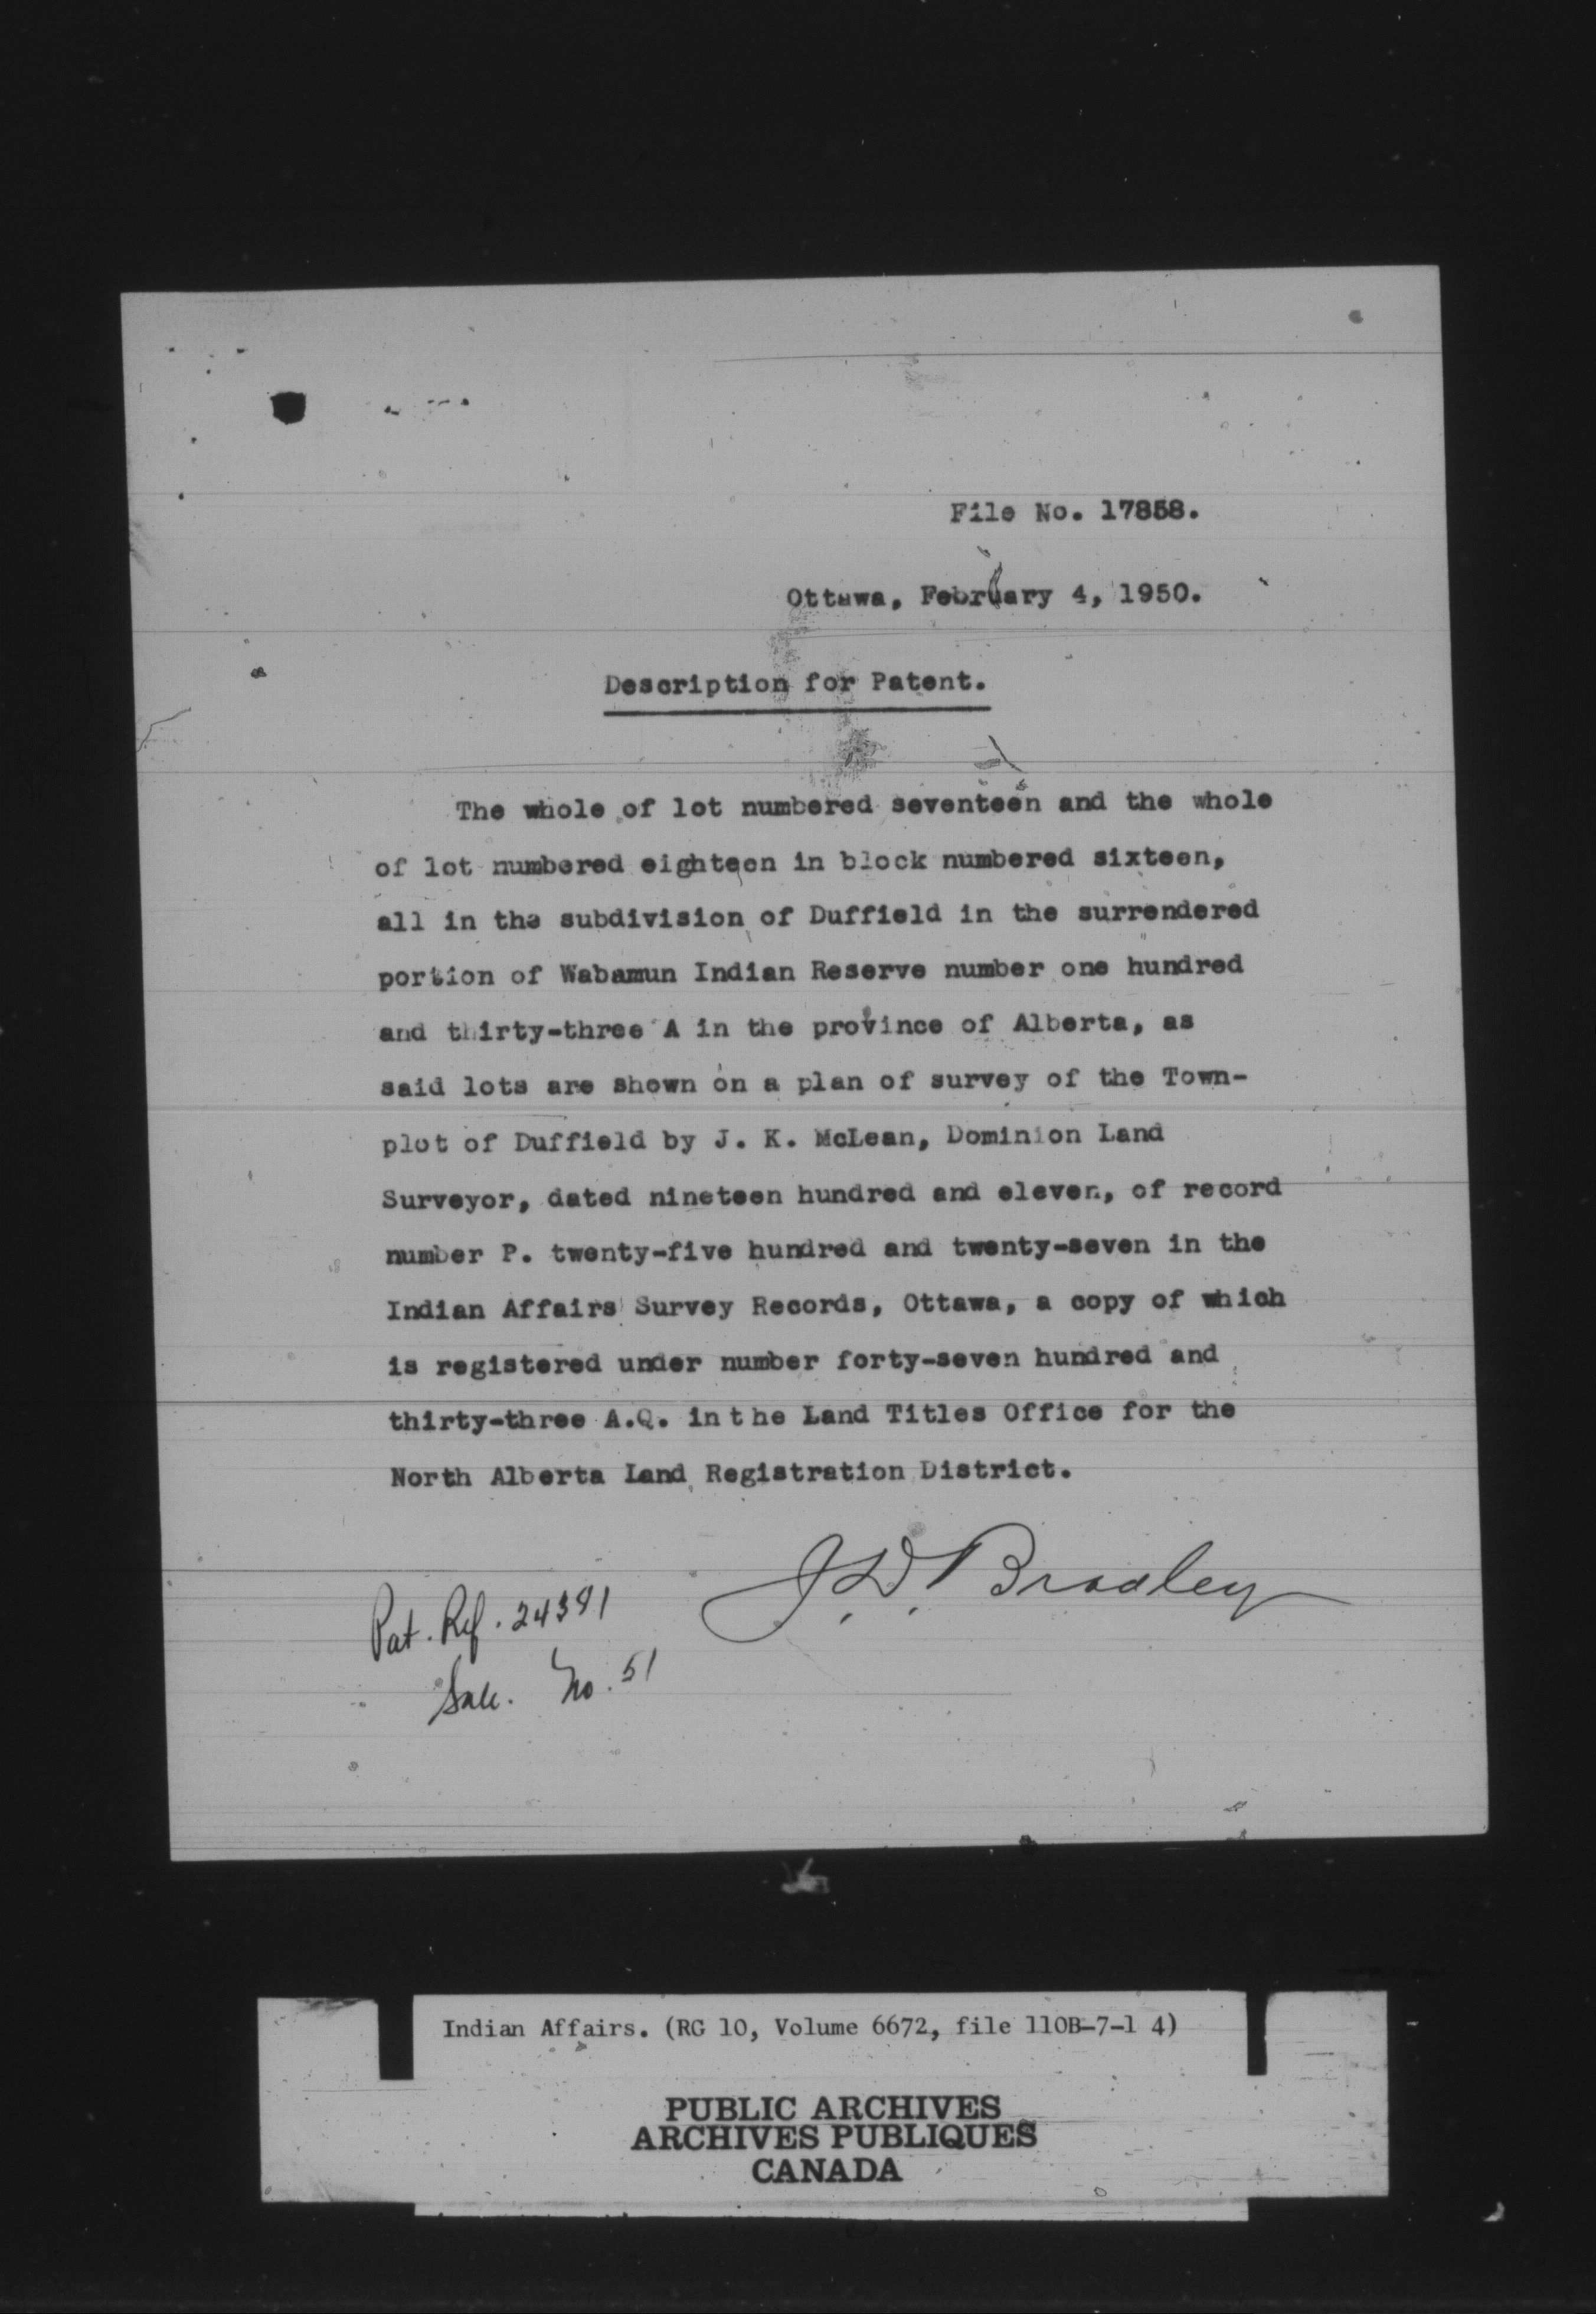 File No. 17858.
Ottawa, February 4, 1950.
Description for Patent.
The whole of lot numbered seventeen and the whole
of lot numbered eighteen in block numbered sixteen,
all in the subdivision of Duffield in the surrendered
portion of Wabamun Indian Reserve number one hundred
and thirty-three A in the province of Alberta, as
said lots are shown on a plan of survey of the Town-
plot of Duffield by J. K. McLean, Dominion Land
Surveyor, dated nineteen hundred and eleven, of record
number P. twenty-five hundred and twenty-seven in the
Indian Affairs Survey Records, Ottawa, a copy of which
is registered under number forty-seven hundred and
thirty-three A.Q. in the Land Titles Office for the
North Alberta Land Registration District.
J. D. Bradley
Pat. Ref. 24391
Sale. No. 51
Indian Affairs. (RG 10, Volume 6672, file 110B-7-1 4)
PUBLIC ARCHIVES
ARCHIVES PUBLIQUES
CANADA